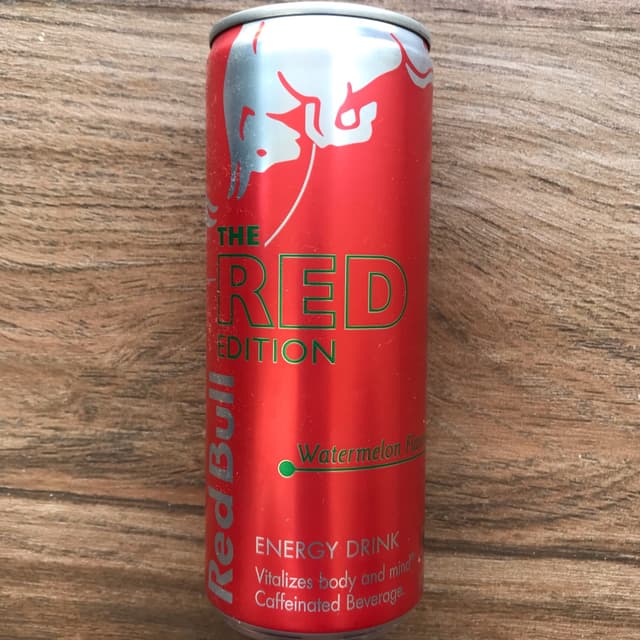 THE
RED
EDITION
Red Bull
Watermelon
ENERGY DRINK
Vitalizes body and mind®
Caffeinated Beverage.